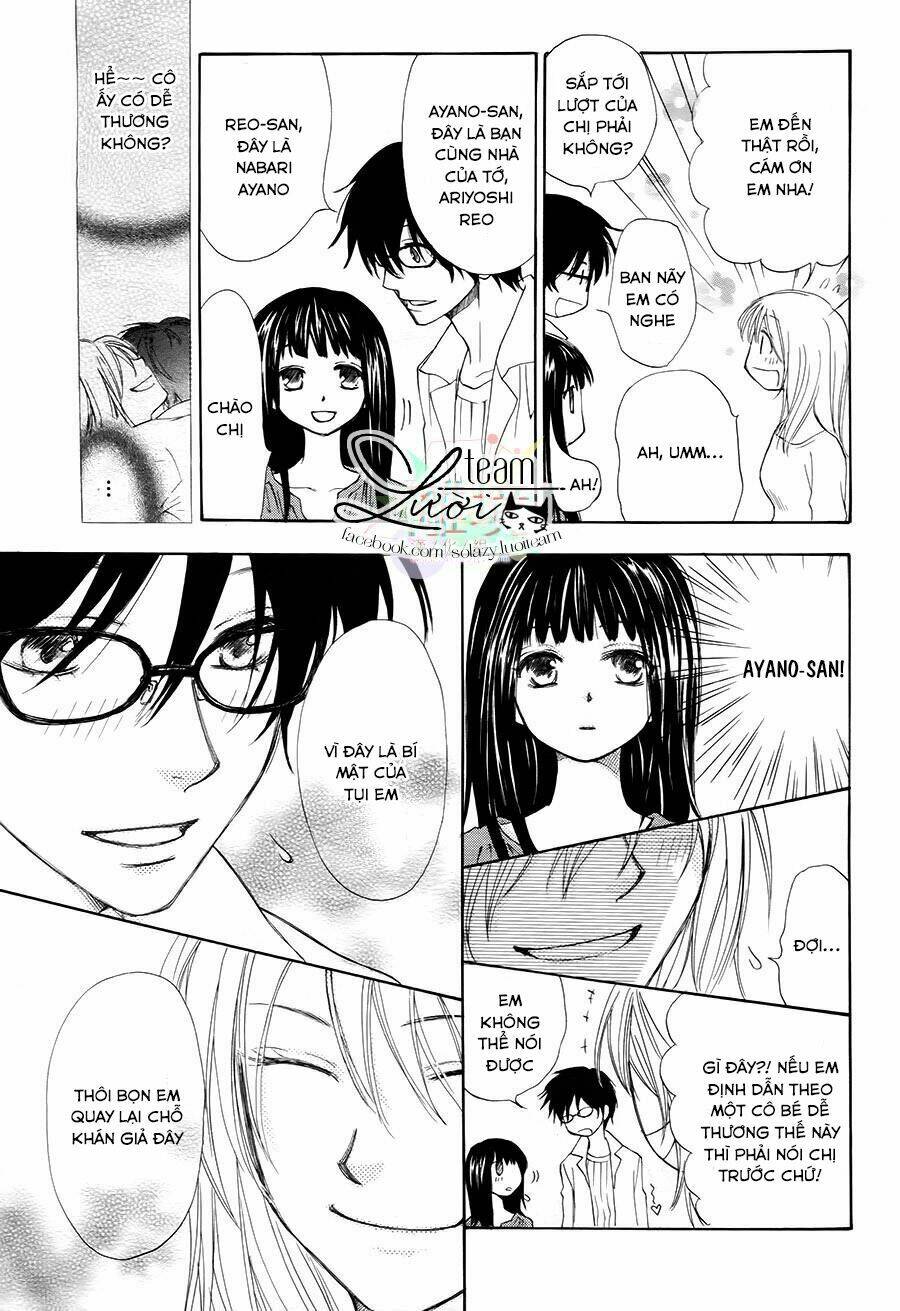 EM ĐẾN
THẬT RỒI,
CÁM ƠN
EM NHA!
SẮP TỚI
LƯỢT CỦA
CHỊ PHẢI
KHÔNG?
BAN NÃY
EM CÓ
NGHE
AH, UMM...
... AH!
AYANO-SAN,
ĐÂY LÀ BẠN
CÙNG NHÀ
CỦA TỚ,
ARIYOSHI
REO
REO-SAN,
ĐÂY LÀ
NABARI
AYANO
CHÀO
CHỊ
HỂ~~ CÔ
ẤY CÓ DỄ
THƯƠNG
KHÔNG?
...
team
Lười
facebook.com/solazy.luoiteam
AYANO-SAN!
ĐỢI...
GÌ ĐÂY?! NẾU EM
ĐỊNH DẪN THEO
MỘT CÔ BÉ DỄ
THƯƠNG THẾ NÀY
THÌ PHẢI NÓI CHỊ
TRƯỚC CHỨ!
EM
KHÔNG
THỂ NÓI
ĐƯỢC
VÌ ĐÂY LÀ BÍ
MẬT CỦA
TỤI EM
THÔI BỌN EM
QUAY LẠI CHỖ
KHÁN GIẢ ĐÂY